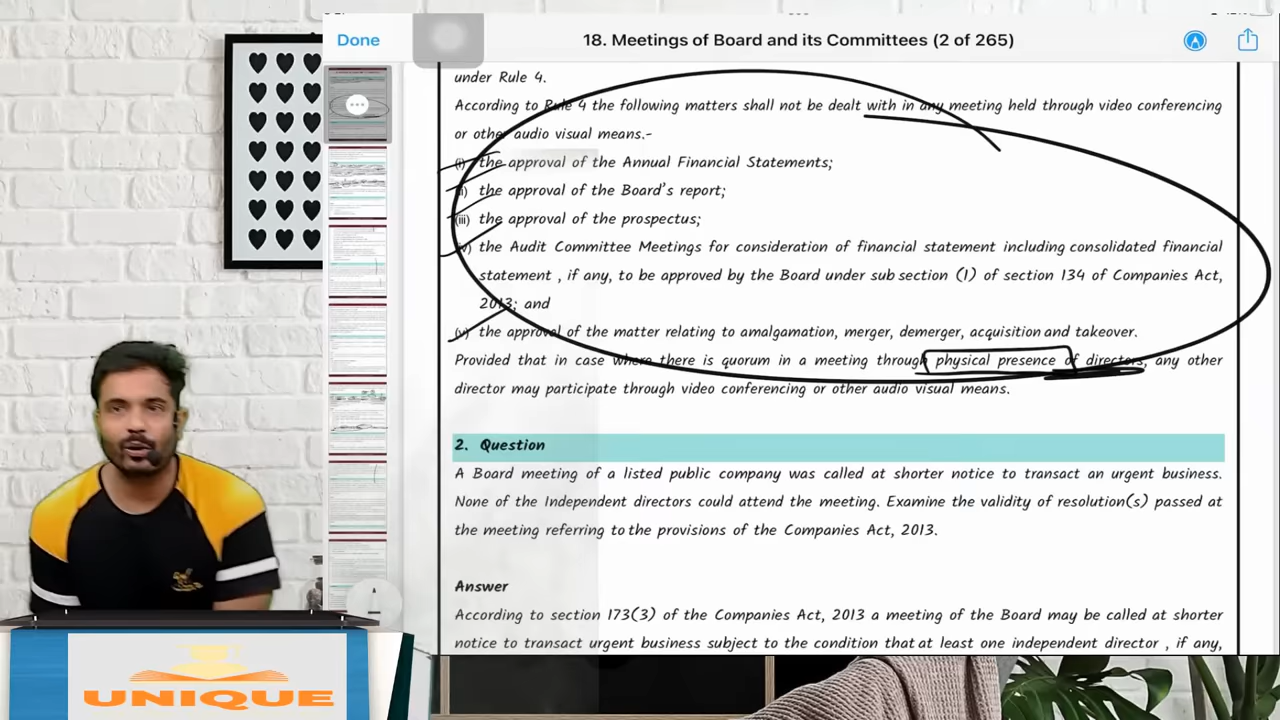 Done
18. Meetings of Board and its Committees (2 of 265)
under Rule 4.
According to Rule 4 the following matters shall not be dealt with in any meeting held through video conferencing
or other audio visual means.-
(i) the approval of the Annual Financial Statements;
(ii) the approval of the Board's report;
(iii) the approval of the prospectus;
the Audit Committee Meetings for consideration of financial statement including consolidated financial
statement , if any, to be approved by the Board under sub section (1) of section 134 of Companies Act,
2013; and
(v) the approval of the matter relating to amalgamation, merger, demerger, acquisition and takeover.
Provided that in case where there is quorum in a meeting through physical presence of directors, any other
director may participate through video conferencing or other audio visual means.
2. Question
A Board meeting of a listed public company was called at shorter notice to transact an urgent business.
None of the Independent directors could attend the meeting. Examine the validity of resolution(s) passed at
the meeting referring to the provisions of the Companies Act, 2013.
Answer
According to section 173(3) of the Companies Act, 2013 a meeting of the Board may be called at shorter
notice to transact urgent business subject to the condition that at least one independent director , if any,
UNIQUE